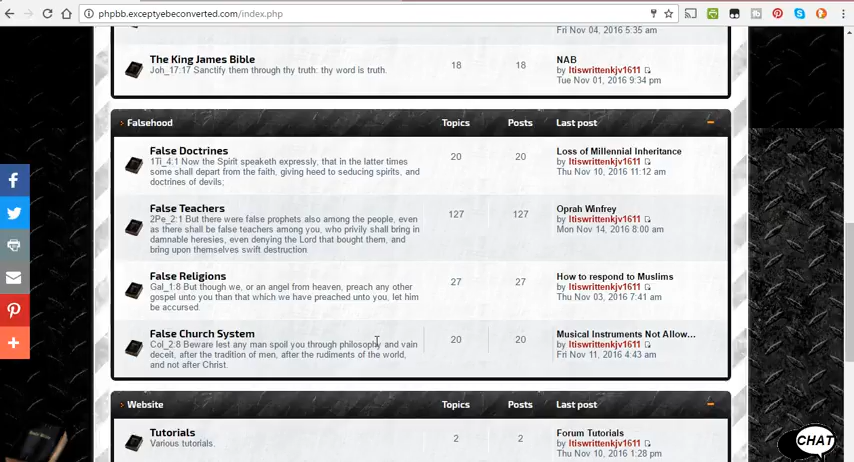 phpbb.exceptyebeconverted.com/index.php
Fri Nov 04, 2016 5:35 am
The King James Bible
Joh_17:17 Sanctify them through thy truth: thy word is truth.
18
18
NAB
by Itiswrittenkjv1611
Tue Nov 01, 2016 9:34 pm
Falsehood
Topics
Posts
Last post
False Doctrines
1Ti_4:1 Now the Spirit speaketh expressly, that in the latter times
some shall depart from the faith, giving heed to seducing spirits, and
doctrines of devils;
20
20
Loss of Millennial Inheritance
by Itiswrittenkjv1611
Thu Nov 10, 2016 11:12 am
False Teachers
2Pe_2:1 But there were false prophets also among the people, even
as there shall be false teachers among you, who privily shall bring in
damnable heresies, even denying the Lord that bought them, and
bring upon themselves swift destruction.
127
127
Oprah Winfrey
by Itiswrittenkjv1611
Mon Nov 14, 2016 8:00 am
False Religions
Gal_1:8 But though we, or an angel from heaven, preach any other
gospel unto you than that which we have preached unto you, let him
be accursed.
27
27
How to respond to Muslims
by Itiswrittenkjv1611
Thu Nov 03, 2016 7:41 am
False Church System
Col_2:8 Beware lest any man spoil you through philosophy and vain
deceit, after the tradition of men, after the rudiments of the world,
and not after Christ.
20
20
Musical Instruments Not Allow...
by Itiswrittenkjv1611
Fri Nov 11, 2016 4:43 am
Website
Topics
Posts
Last post
Tutorials
Various tutorials.
2
2
Forum Tutorials
by Itiswrittenkjv1611
Thu Nov 10, 2016 1:28 pm
CHAT